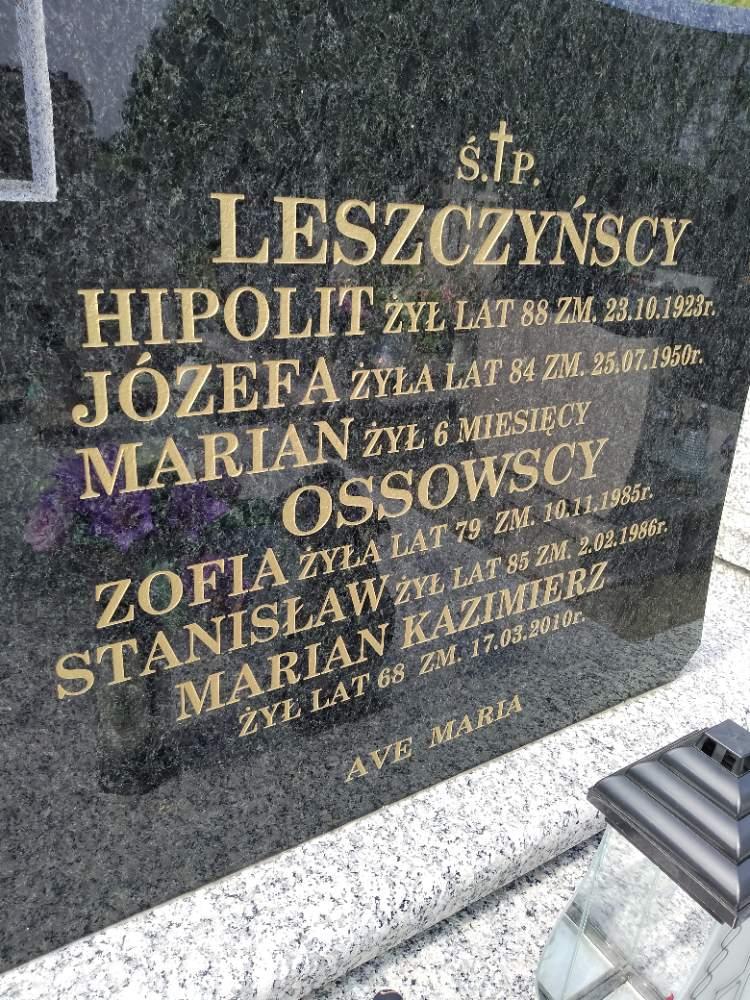 Ś.†P.
LESZCZYŃSCY
HIPOLIT ŻYŁ LAT 88 ZM. 23.10.1923r.
JÓZEFA ŻYŁA LAT 84 ZM. 25.07.1950r.
MARIAN ŻYŁ 6 MIESIĘCY
OSSOWSCY
ZOFIA ŻYŁA LAT 79 ZM. 10.11.1985r.
STANISŁAW ŻYŁ LAT 85 ZM. 2.02.1986r.
MARIAN KAZIMIERZ
ŻYŁ LAT 68 ZM. 17.03.2010r.
AVE MARIA